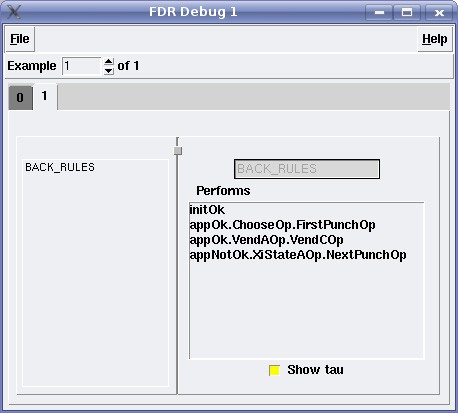 FDR Debug 1
File
Help
Example 1 of 1
0 1
BACK_RULES
BACK_RULES
Performs
initOk
appOk.ChooseOp.FirstPunchOp
appOk.VendAOp.VendCOp
appNotOk.XiStateAOp.NextPunchOp
Show tau